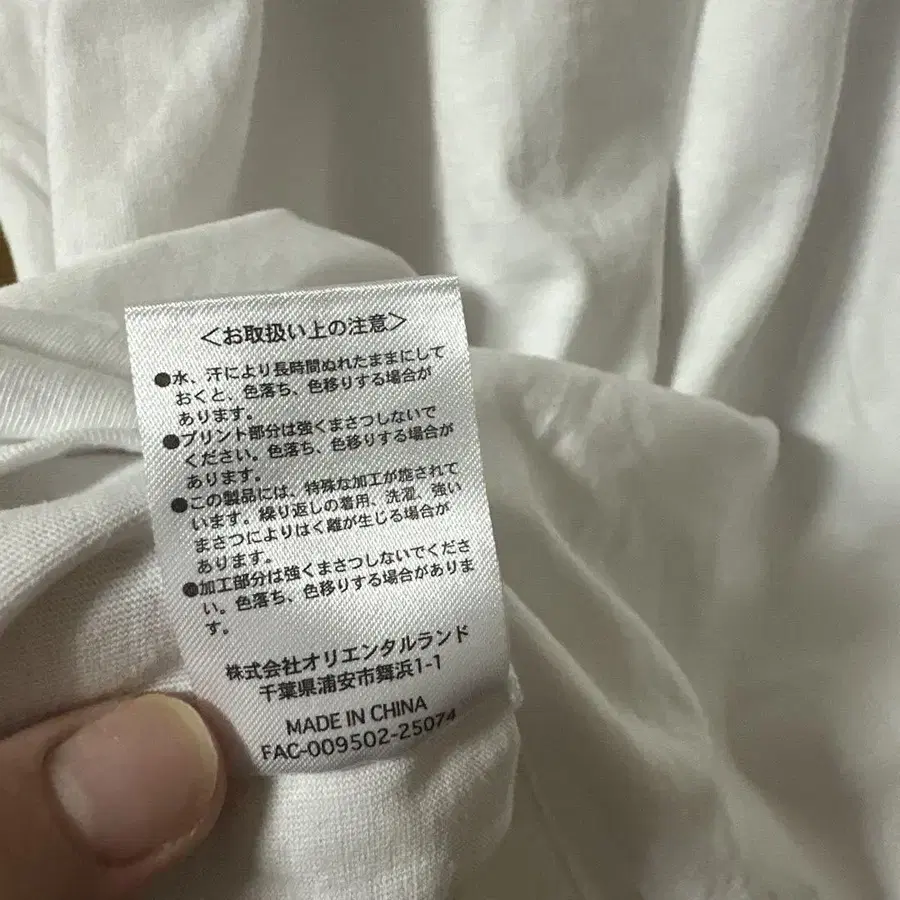 <お取扱い上の注意>
●水、汗により長時間ぬれたままにして
おくと、色落ち、色移りする場合が
あります。
●プリント部分は強くまさつしないで
ください。色落ち、色移りする場合が
あります。
●この製品には、特殊な加工が施されて
います。繰り返しの着用、洗濯、強い
まさつによりはく離が生じる場合が
あります。
●加工部分は強くまさつしないでくださ
い。色落ち、色移りする場合がありま
す。
株式会社オリエンタルランド
千葉県浦安市舞浜1-1
MADE IN CHINA
FAC-009502-25074